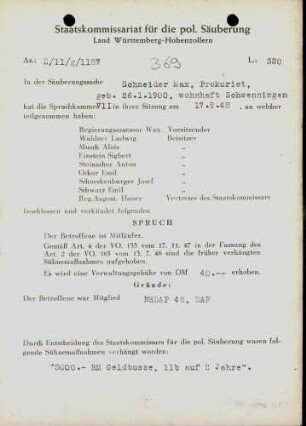 Staatskommissariat für die pol. Säuberung
Land Württemberg-Hohenzollern
Az: Z/11/g/1187
369
L: 320
In der Säuberungssache Schneider Max, Prokurist,
geb. 26.1.1900, wohnhaft Schwenningen
hat die Spruchkammer VII in ihrer Sitzung am 17.9.48, an welcher
teilgenommen haben:
Regierungsassessor Wax Vorsitzender
Wahlner Ludwig Beisitzer
Munk Alois „
Einstein Sigbert „
Steinacher Anton „
Osker Emil „
Schneckenburger Josef „
Schwarz Emil „
Reg.Angest. Hauer Vertreter des Staatskommissars
beschlossen und verkündet folgenden
SPRUCH
Der Betroffene ist Mitläufer.
Gemäß Art. 4 der VO. 133 vom 17. 11. 47 in der Fassung des
Art. 2 der VO. 165 vom 13. 7. 48 sind die früher verhängten
Sühnemaßnahmen aufgehoben.
Es wird eine Verwaltungsgebühr von DM 40.-- erhoben.
Gründe:
Der Betroffene war Mitglied NSDAP 42, DAF
Durch Entscheidung des Staatskommissars für die pol. Säuberung waren fol-
gende Sühnemaßnahmen verhängt worden:
"5000.- RM Geldbusse, 11b auf 2 Jahre".